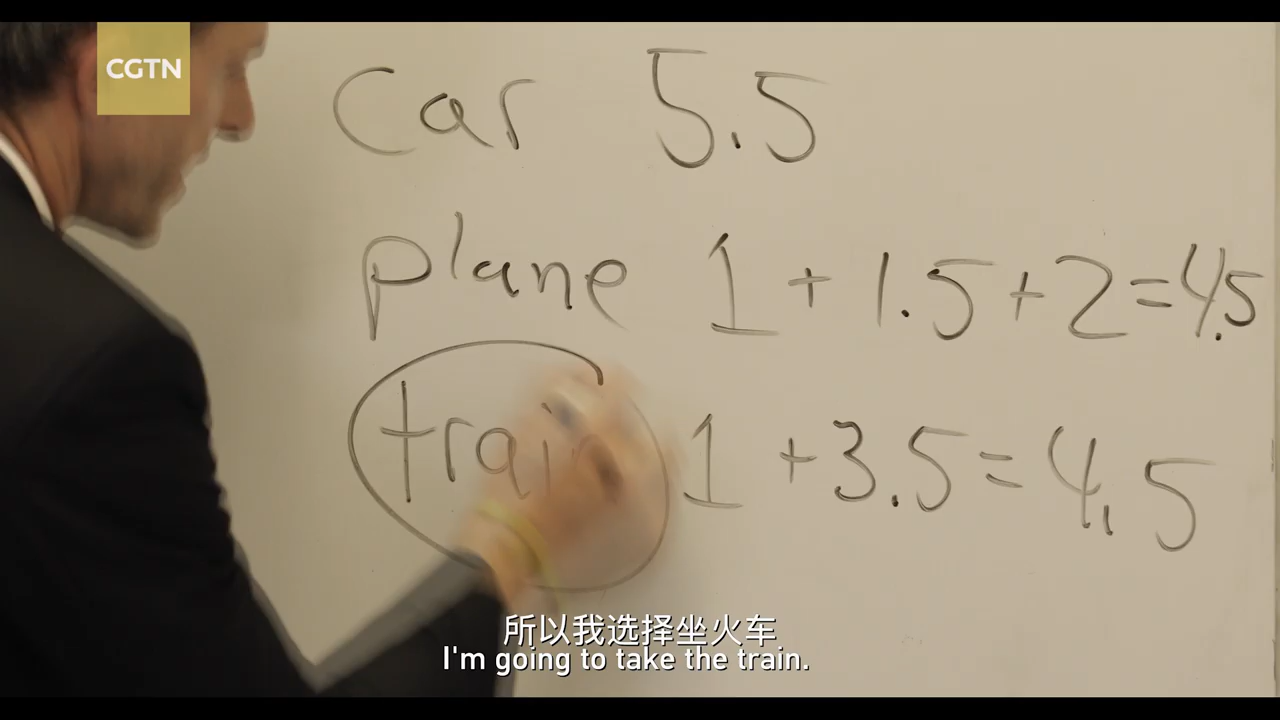 CGTN
car 5.5
plane 1 + 1.5 + 2 = 4.5
train 1 + 3.5 = 4.5
所以我选择坐火车
I'm going to take the train.